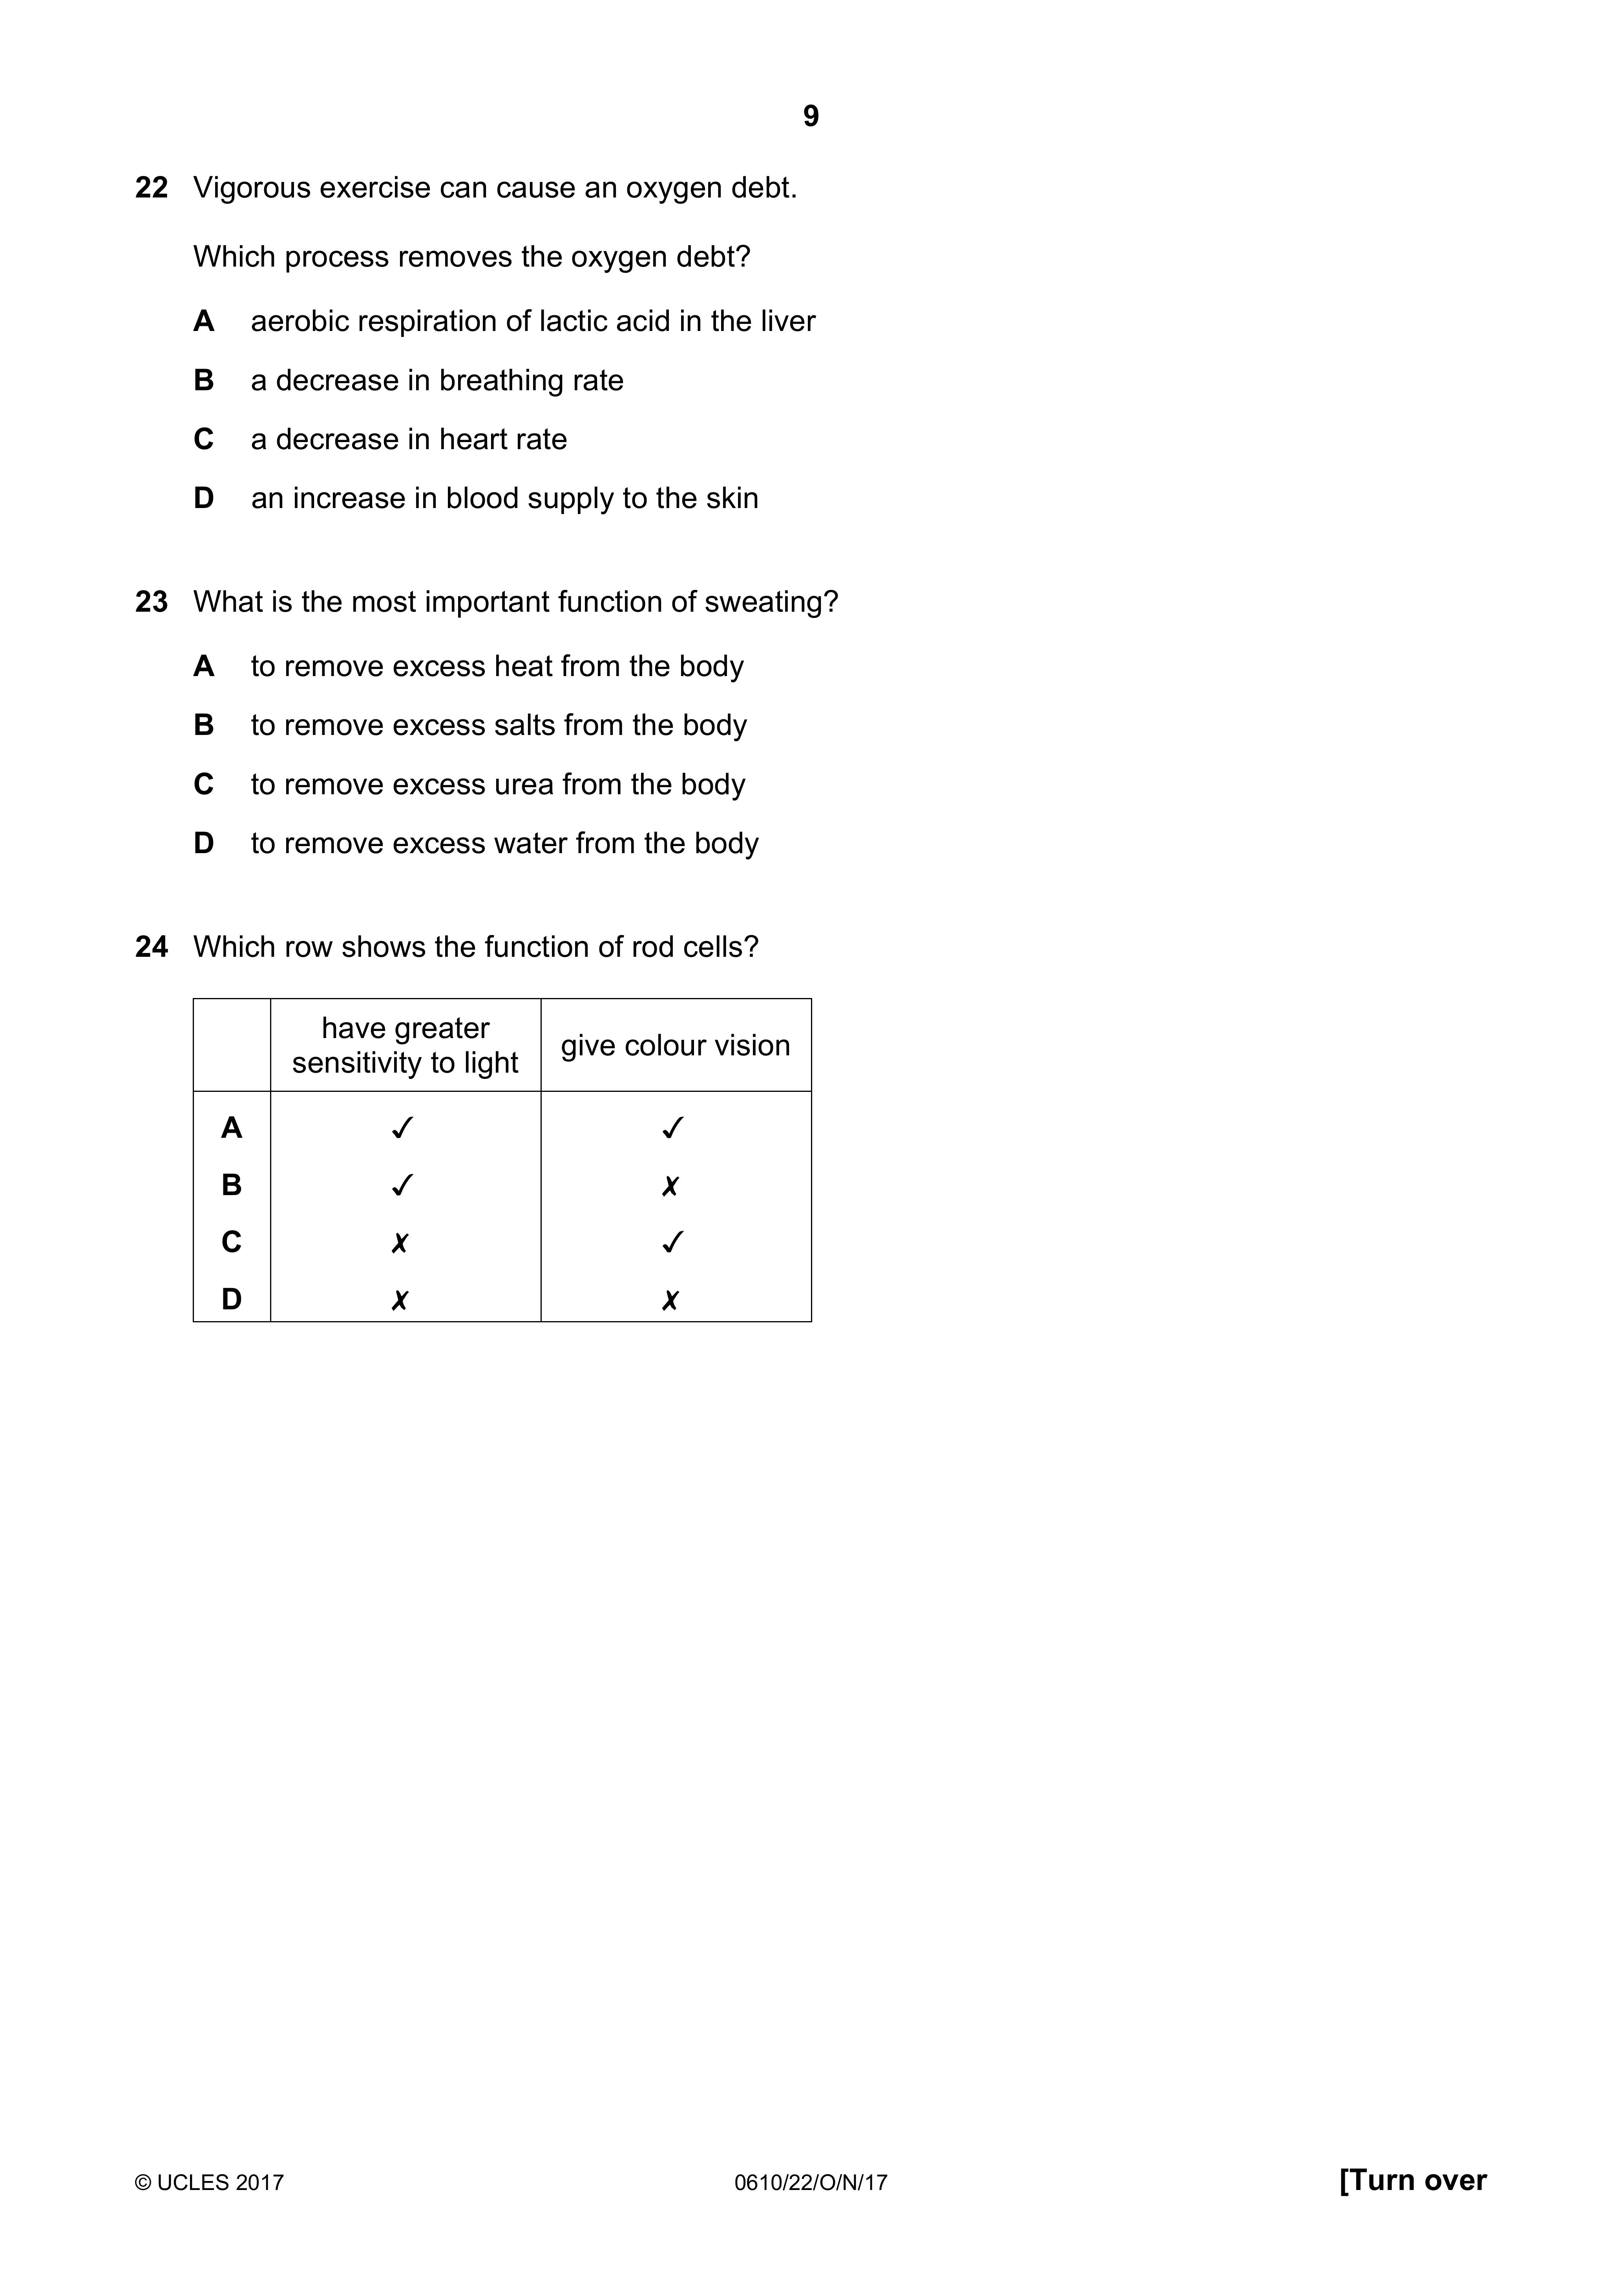 9
22 Vigorous exercise can cause an oxygen debt.
Which process removes the oxygen debt?
A aerobic respiration of lactic acid in the liver
B a decrease in breathing rate
C a decrease in heart rate
D an increase in blood supply to the skin
23 What is the most important function of sweating?
A to remove excess heat from the body
B to remove excess salts from the body
C to remove excess urea from the body
D to remove excess water from the body
24 Which row shows the function of rod cells?
have greater
sensitivity to light
give colour vision
A ✓ ✓
B ✓ ✗
C ✗ ✓
D ✗ ✗
© UCLES 2017 0610/22/O/N/17 [Turn over